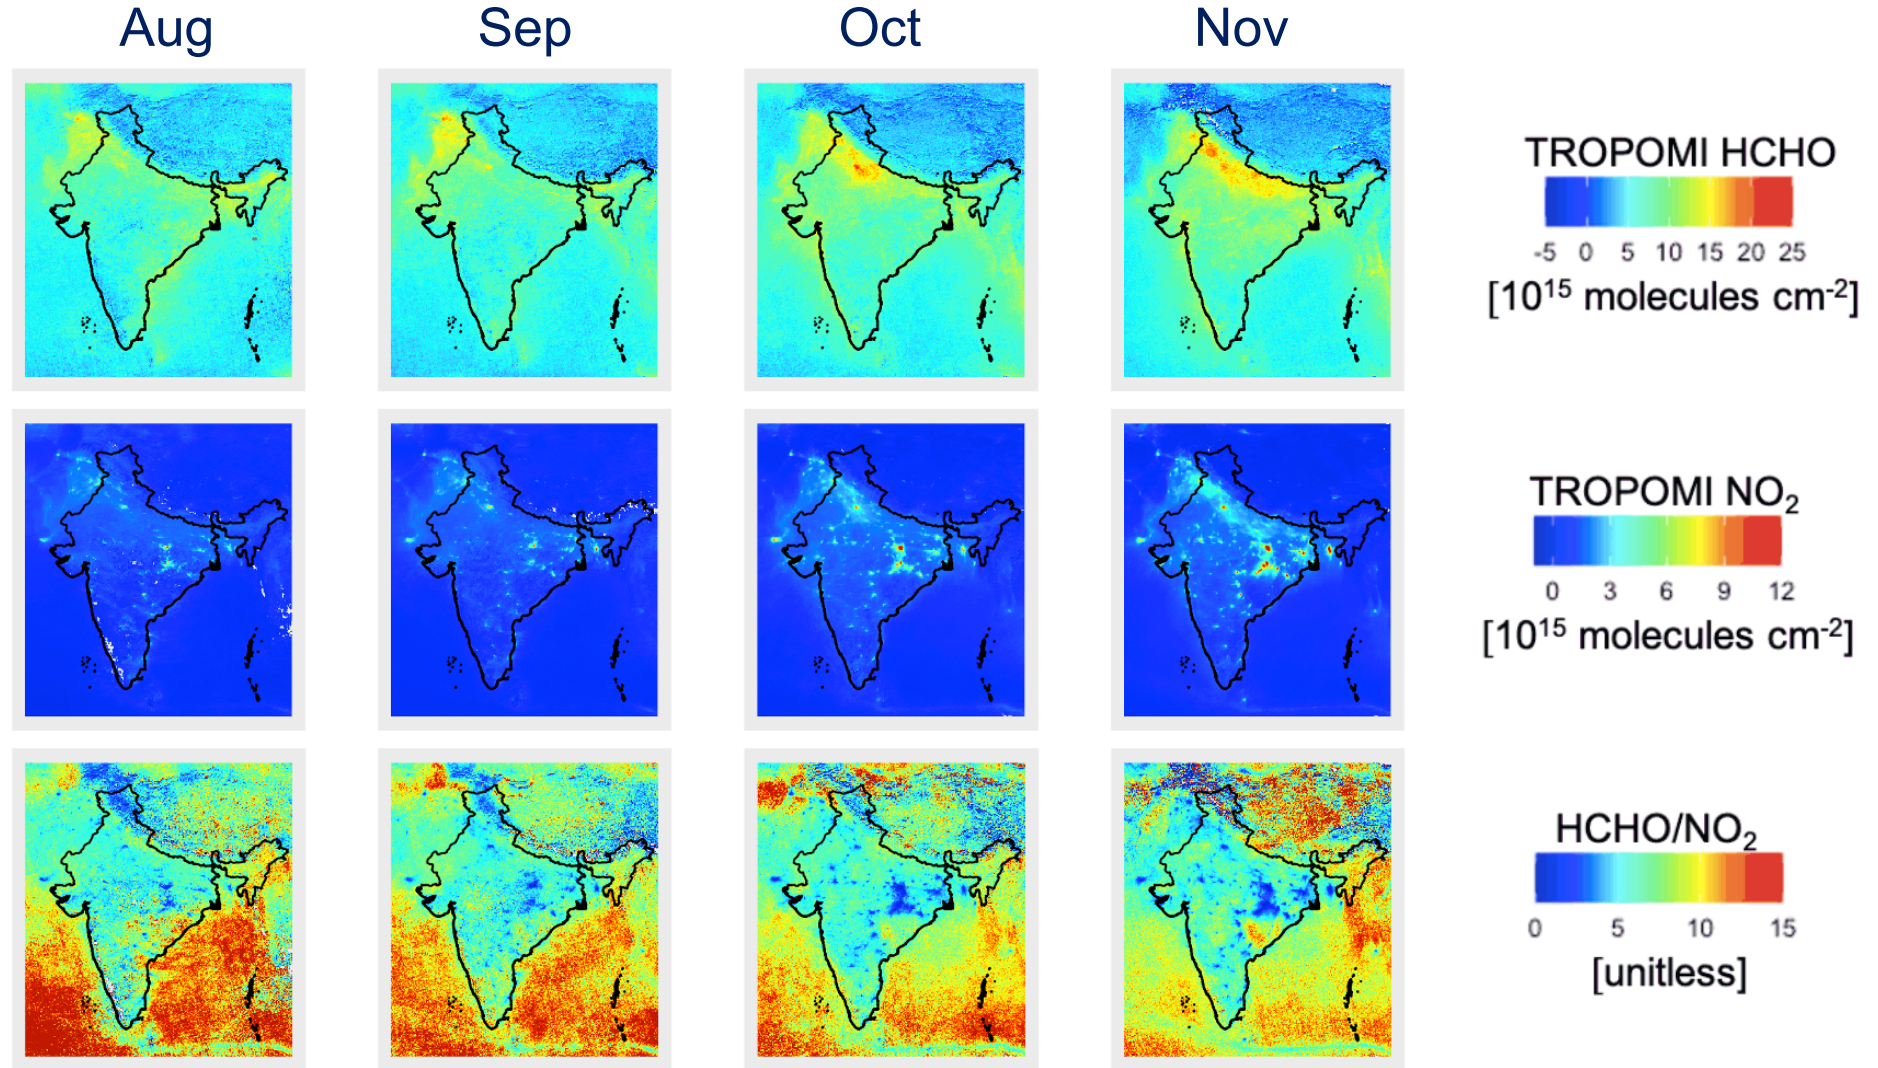 Aug Sep Oct Nov
TROPOMI HCHO
-5 0 5 10 15 20 25
[10¹⁵ molecules cm⁻²]
TROPOMI NO₂
0 3 6 9 12
[10¹⁵ molecules cm⁻²]
HCHO/NO₂
0 5 10 15
[unitless]